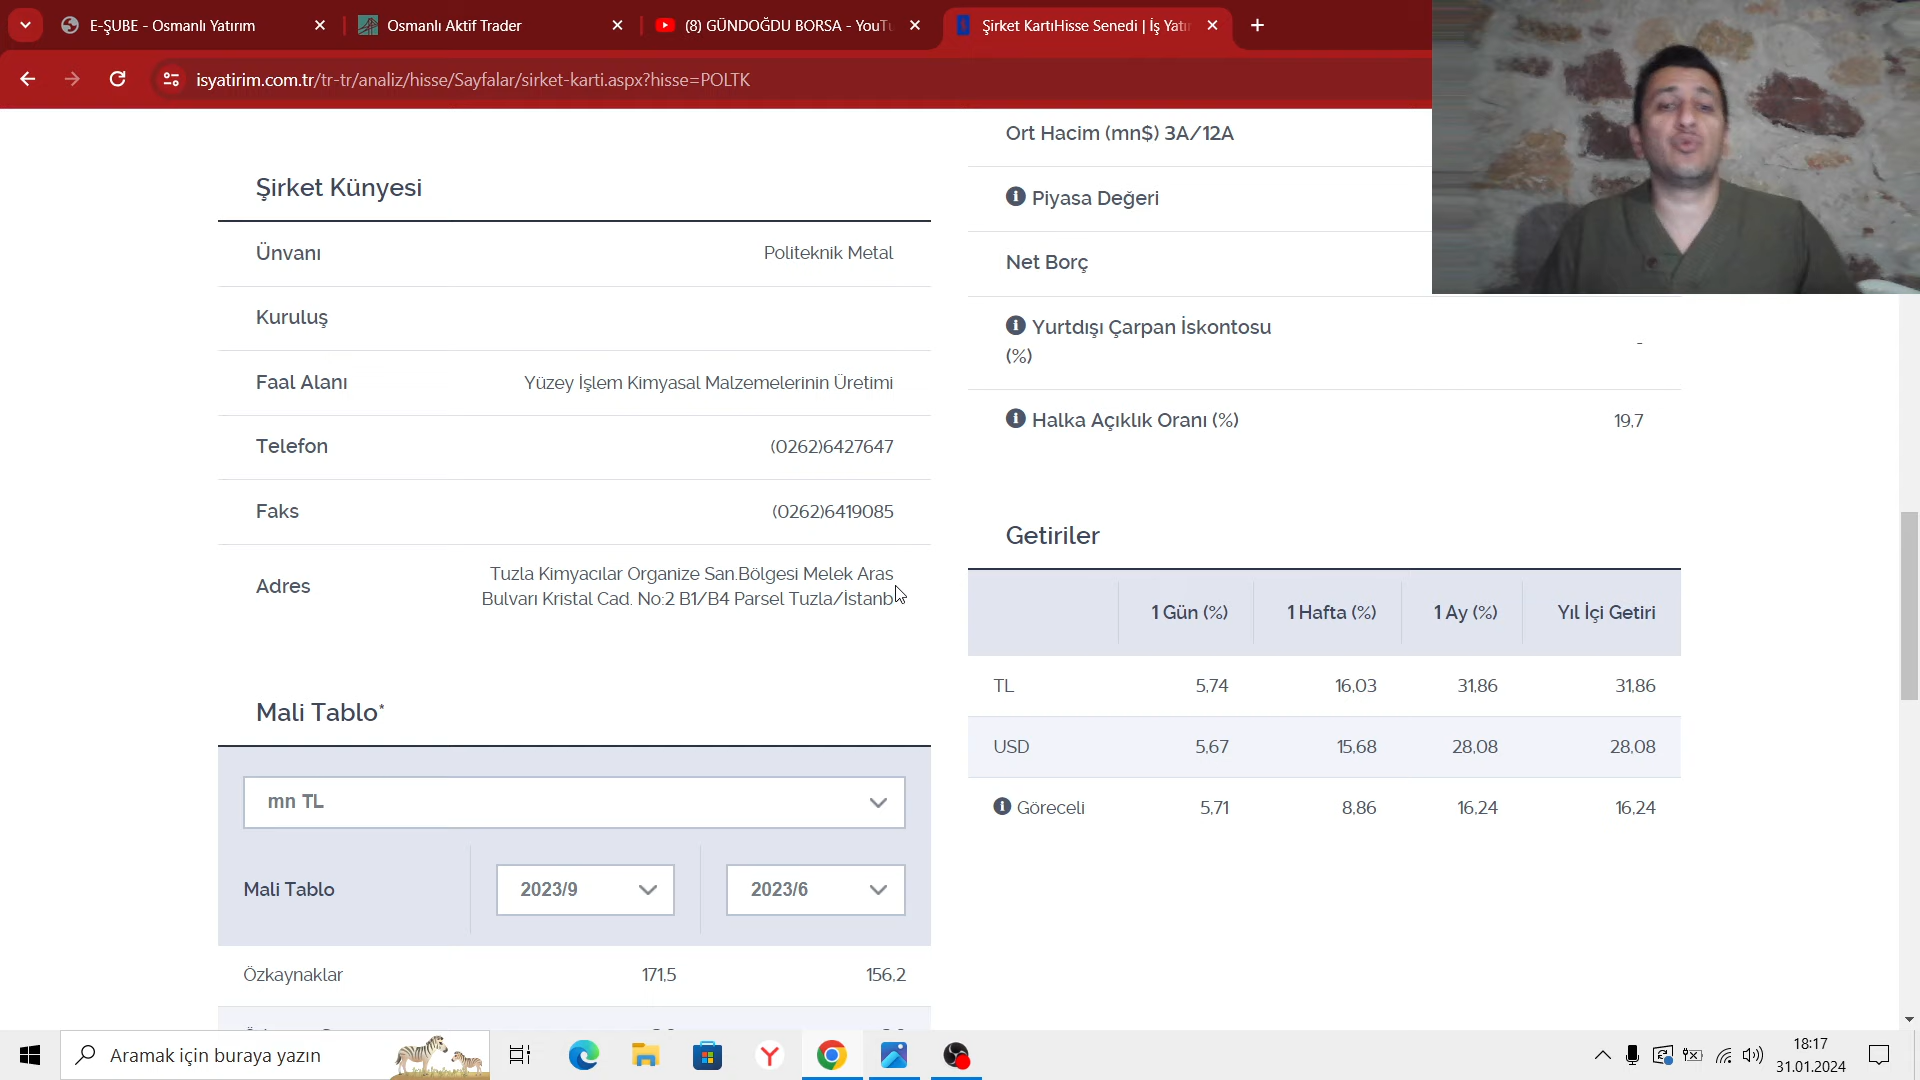 E-ŞUBE - Osmanlı Yatırım
Osmanlı Aktif Trader
(8) GÜNDOĞDU BORSA - YouTu
Şirket KartıHisse Senedi | İş Yatırı
isyatirim.com.tr/tr-tr/analiz/hisse/Sayfalar/sirket-karti.aspx?hisse=POLTK
Şirket Künyesi
Ünvanı Politeknik Metal
Kuruluş
Faal Alanı Yüzey İşlem Kimyasal Malzemelerinin Üretimi
Telefon (0262)6427647
Faks (0262)6419085
Adres Tuzla Kimyacılar Organize San.Bölgesi Melek Aras
Bulvarı Kristal Cad. No:2 B1/B4 Parsel Tuzla/İstanb
Mali Tablo*
mn TL
Mali Tablo 2023/9 2023/6
Özkaynaklar 171,5 156,2
Ort Hacim (mn$) 3A/12A
Piyasa Değeri
Net Borç
Yurtdışı Çarpan İskontosu
(%) -
Halka Açıklık Oranı (%) 19,7
Getiriler
1 Gün (%) 1 Hafta (%) 1 Ay (%) Yıl İçi Getiri
TL 5,74 16,03 31,86 31,86
USD 5,67 15,68 28,08 28,08
Göreceli 5,71 8,86 16,24 16,24
Aramak için buraya yazın
18:17
31.01.2024